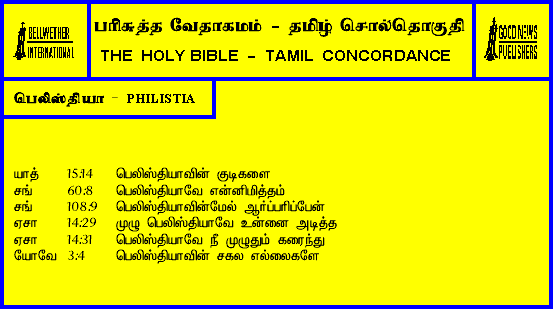 BELLWETHER
INTERNATIONAL
பரிசுத்த வேதாகமம் - தமிழ் சொல்தொகுதி
THE HOLY BIBLE - TAMIL CONCORDANCE
GOOD NEWS
PUBLISHERS
பெலிஸ்தியா - PHILISTIA
யாத் 15:14 பெலிஸ்தியாவின் குடிகளை
சங் 60:8 பெலிஸ்தியாவே என்னிமித்தம்
சங் 108:9 பெலிஸ்தியாவின்மேல் ஆர்ப்பரிப்பேன்
ஏசா 14:29 முழு பெலிஸ்தியாவே உன்னை அடித்த
ஏசா 14:31 பெலிஸ்தியாவே நீ முழுதும் கரைந்து
யோவே 3:4 பெலிஸ்தியாவின் சகல எல்லைகளே